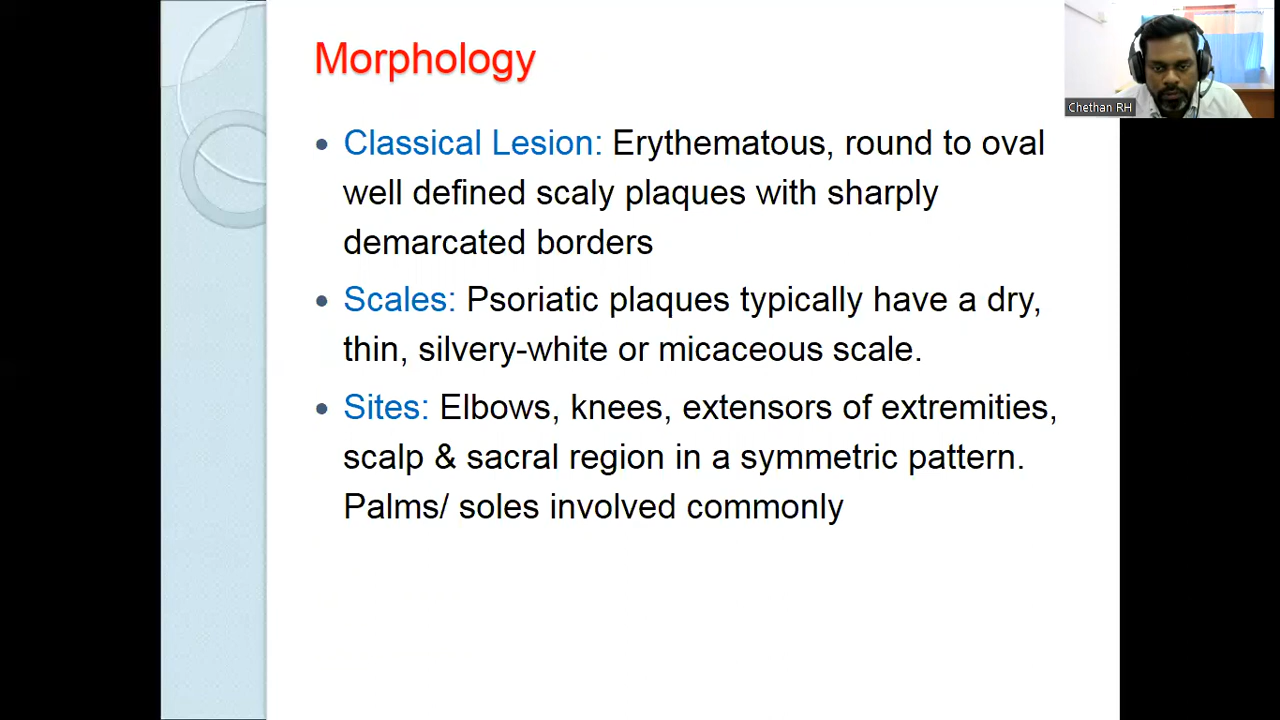 Morphology
Chethan RH
• Classical Lesion: Erythematous, round to oval
well defined scaly plaques with sharply
demarcated borders
• Scales: Psoriatic plaques typically have a dry,
thin, silvery-white or micaceous scale.
• Sites: Elbows, knees, extensors of extremities,
scalp & sacral region in a symmetric pattern.
Palms/ soles involved commonly